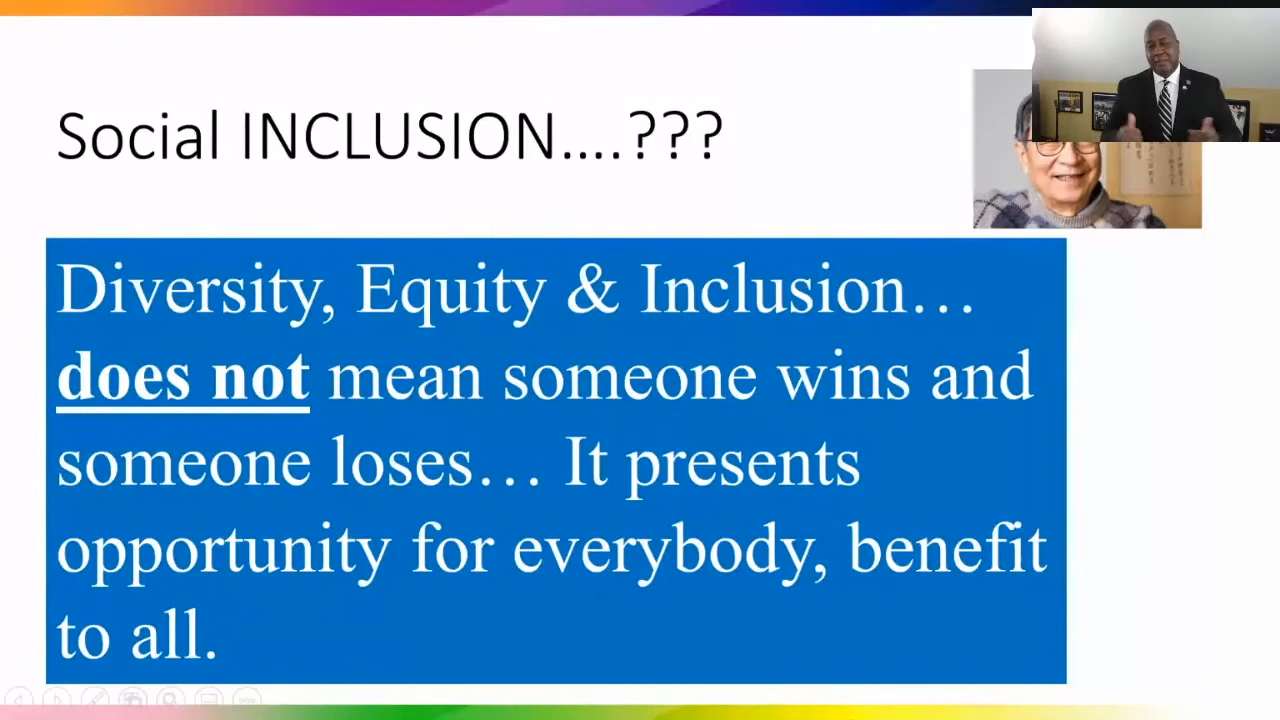 Social INCLUSION….???
Diversity, Equity & Inclusion…
does not mean someone wins and
someone loses… It presents
opportunity for everybody, benefit
to all.